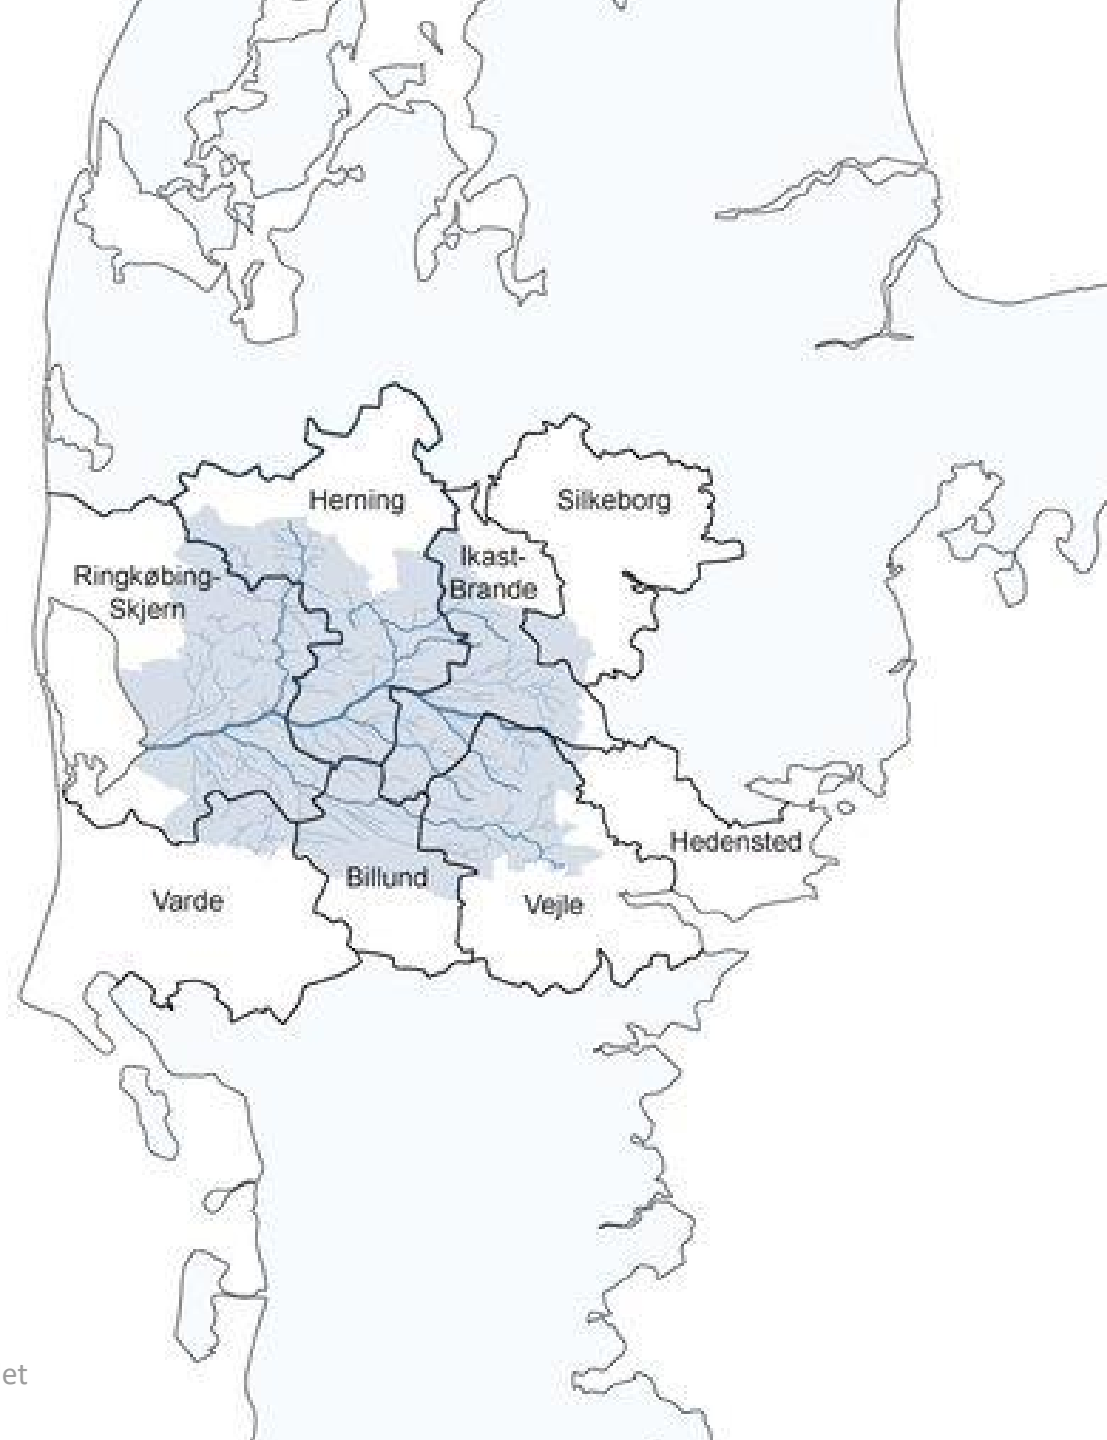 Herning
Silkeborg
Ikast-
Brande
Ringkøbing-
Skjern
Hedensted
Billund
Varde
Vejle
et